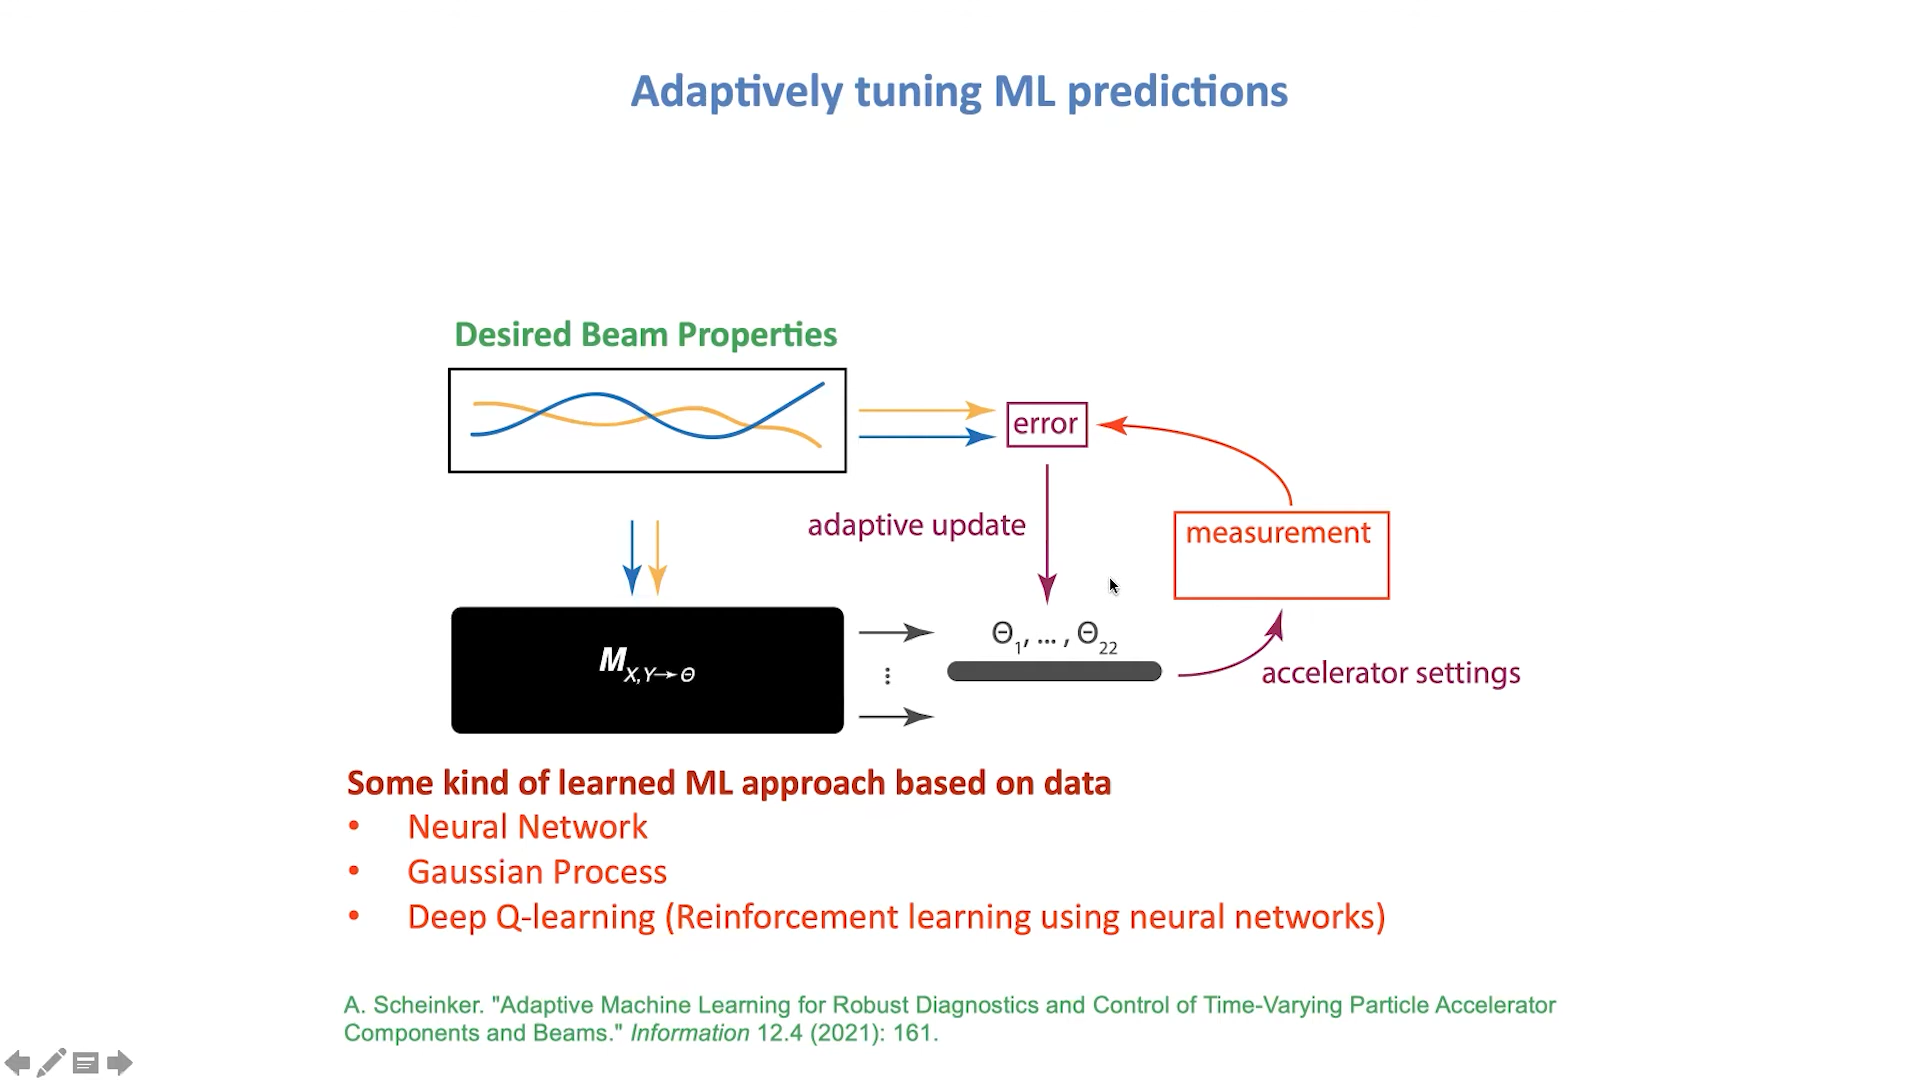 Adaptively tuning ML predictions
Desired Beam Properties
error
adaptive update
measurement
M X,Y→Θ
⋮
Θ1, ... , Θ22
accelerator settings
Some kind of learned ML approach based on data
• Neural Network
• Gaussian Process
• Deep Q-learning (Reinforcement learning using neural networks)
A. Scheinker. "Adaptive Machine Learning for Robust Diagnostics and Control of Time-Varying Particle Accelerator
Components and Beams." Information 12.4 (2021): 161.